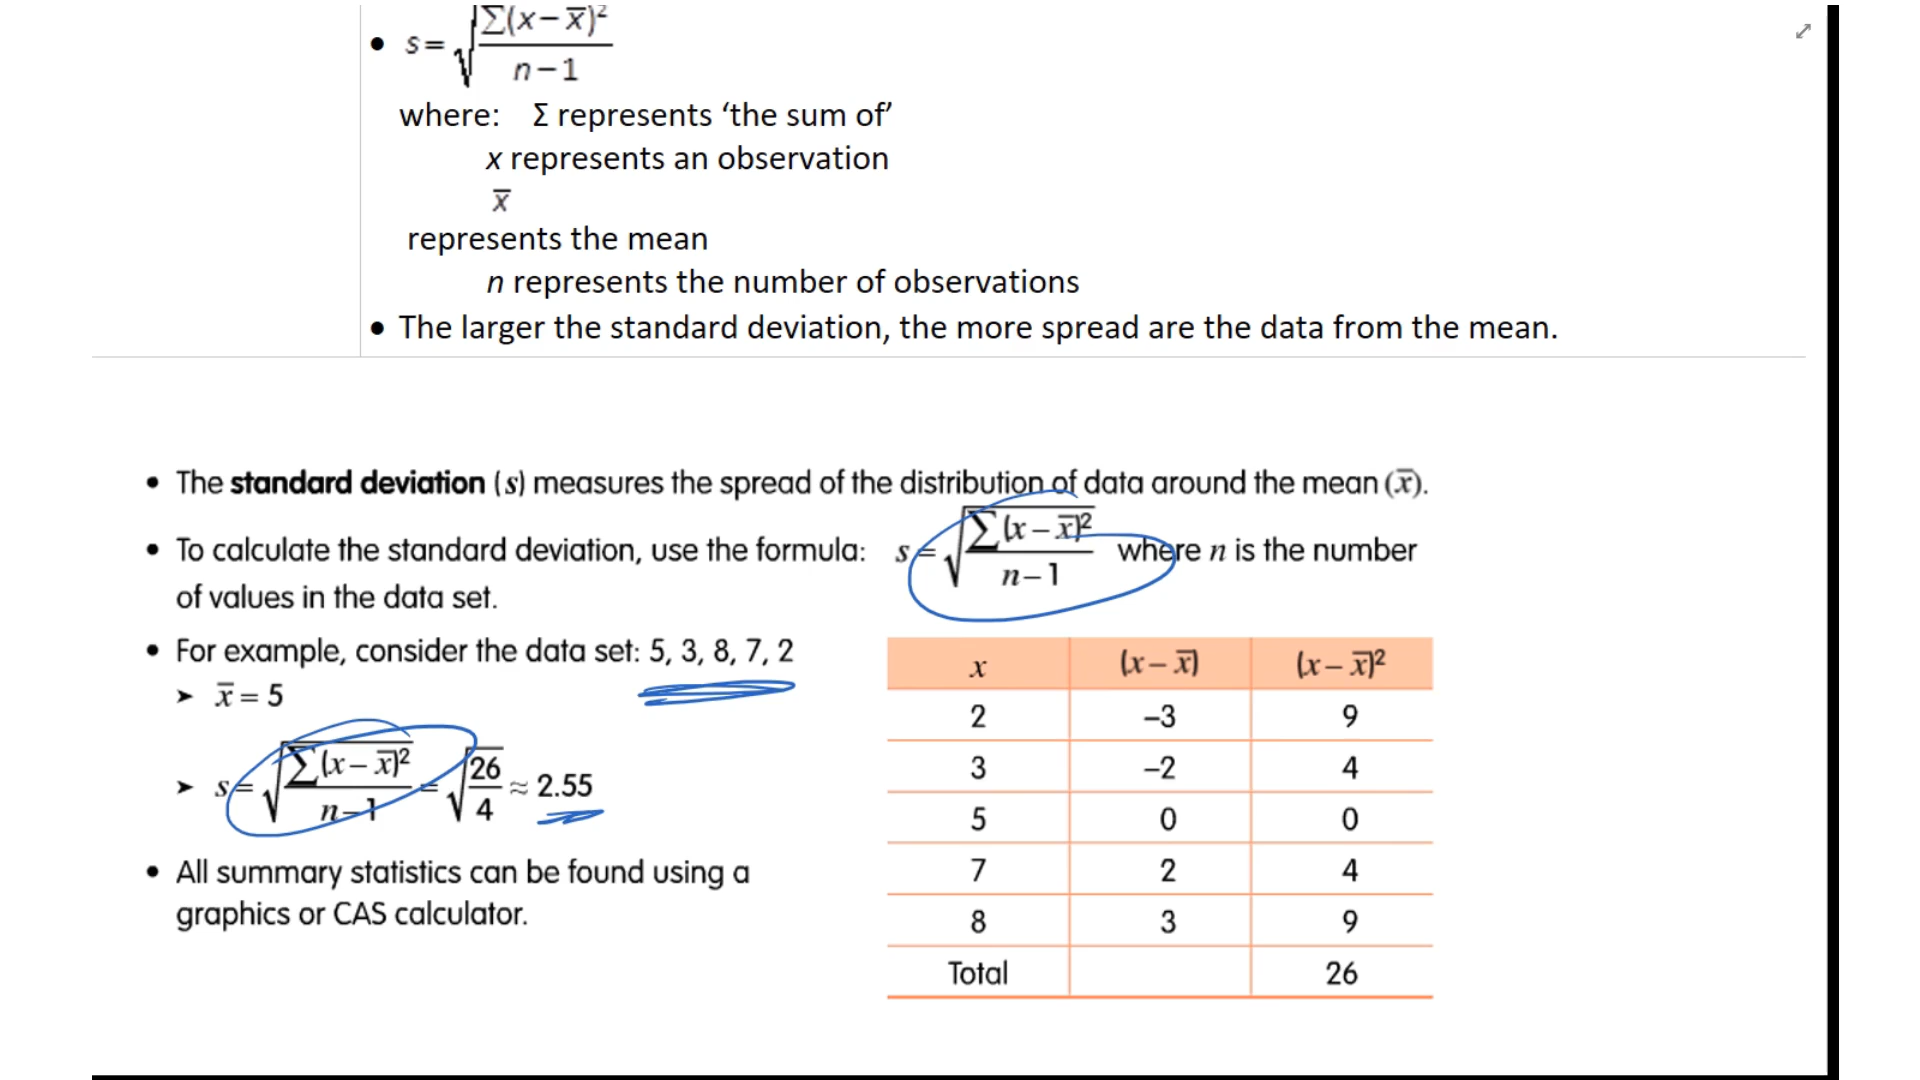 • s = √(Σ(x − x̄)² / (n − 1))
where: Σ represents ‘the sum of’
x represents an observation
x̄
represents the mean
n represents the number of observations
• The larger the standard deviation, the more spread are the data from the mean.
• The standard deviation (s) measures the spread of the distribution of data around the mean (x̄).
• To calculate the standard deviation, use the formula: s = √(∑(x − x̄)² / (n − 1)) where n is the number
of values in the data set.
• For example, consider the data set: 5, 3, 8, 7, 2
➤ x̄ = 5
➤ s = √(∑(x − x̄)² / (n − 1)) = √(26/4) ≈ 2.55
• All summary statistics can be found using a
graphics or CAS calculator.
x (x − x̄) (x − x̄)²
2 −3 9
3 −2 4
5 0 0
7 2 4
8 3 9
Total 26